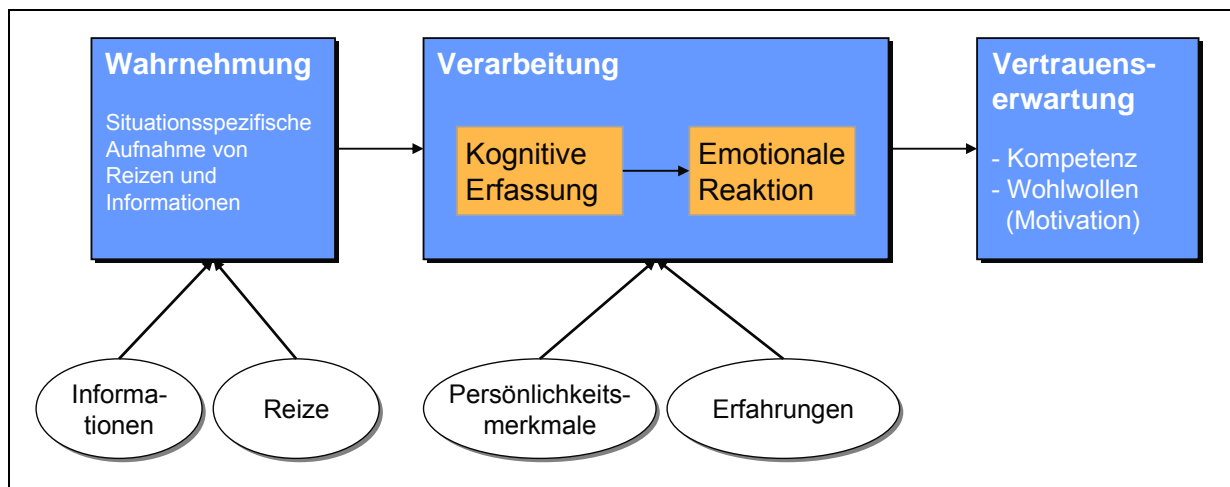 Wahrnehmung
Situationsspezifische
Aufnahme von
Reizen und
Informationen
Verarbeitung
Kognitive
Erfassung
Emotionale
Reaktion
Vertrauens-
erwartung
- Kompetenz
- Wohlwollen
(Motivation)
Informa-
tionen
Reize
Persönlichkeits-
merkmale
Erfahrungen